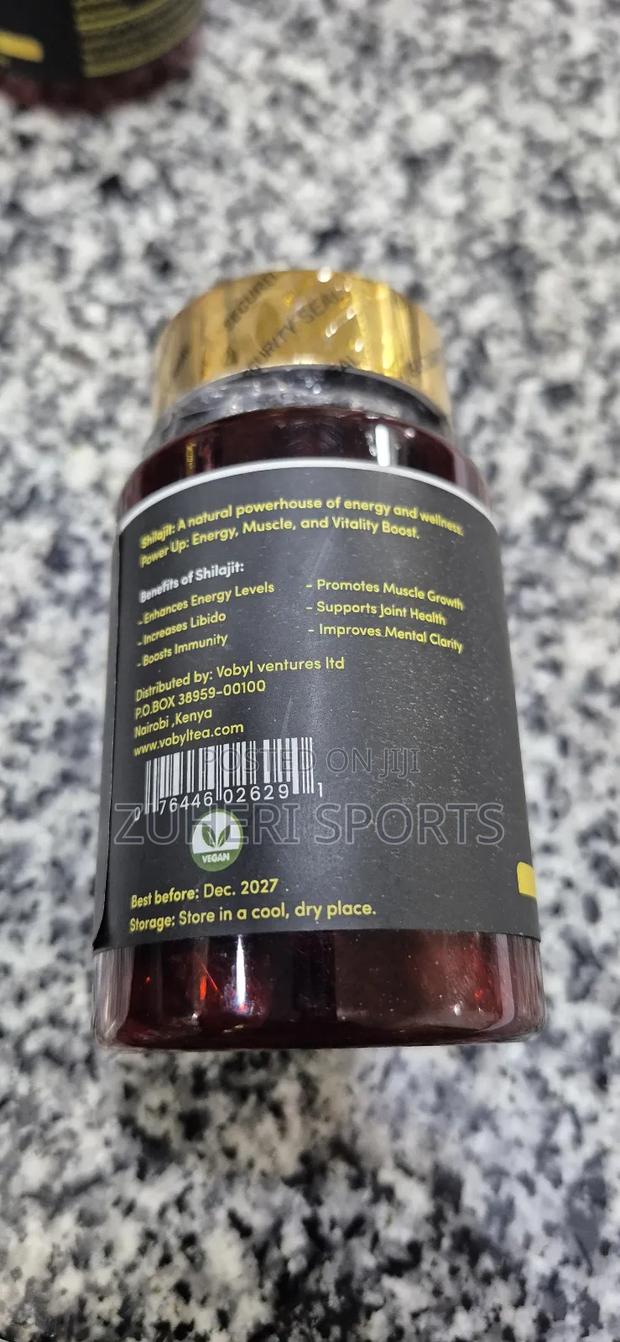 SECURITY SEAL
Shilajit: A natural powerhouse of energy and wellness.
Power Up: Energy, Muscle, and Vitality Boost.
Benefits of Shilajit:
- Enhances Energy Levels
- Increases Libido
- Boosts Immunity
- Promotes Muscle Growth
- Supports Joint Health
- Improves Mental Clarity
Distributed by: Vobyl ventures ltd
P.O.BOX 38959-00100
Nairobi ,Kenya
www.vobyltea.com
POSTED ON JIJI
0 76446 02629 1
ZUHERI SPORTS
VEGAN
Best before: Dec. 2027
Storage: Store in a cool, dry place.